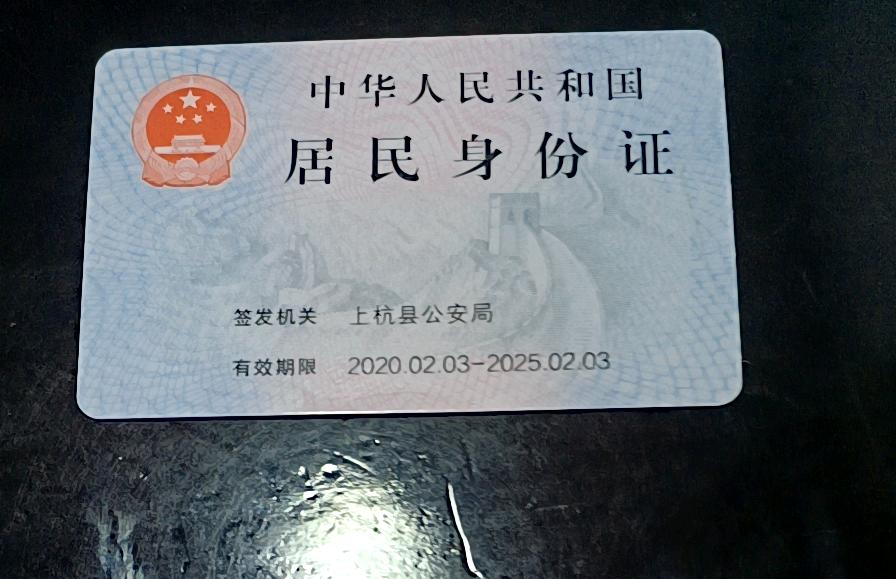 中华人民共和国
居民身份证
签发机关 上杭县公安局
有效期限 2020.02.03-2025.02.03